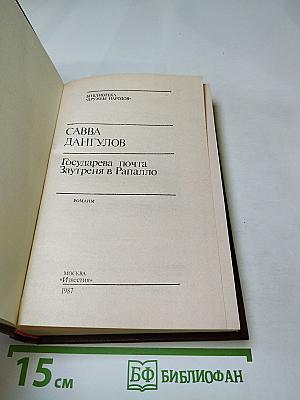 БИБЛИОТЕКА
«ДРУЖБЫ НАРОДОВ»
САВВА
ДАНГУЛОВ
Государева почта
Заутреня в Рапалло
РОМАНЫ
МОСКВА
«Известия»
1987
15 см
БФ БИБЛИОФАН